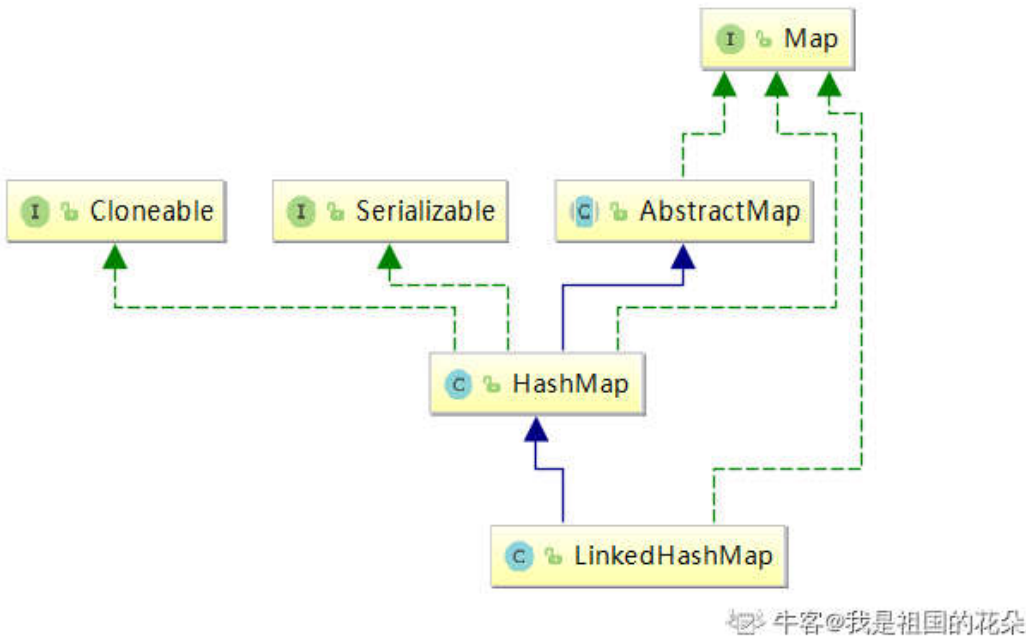 I Map
I Cloneable
I Serializable
C AbstractMap
C HashMap
C LinkedHashMap
牛客@我是祖国的花朵